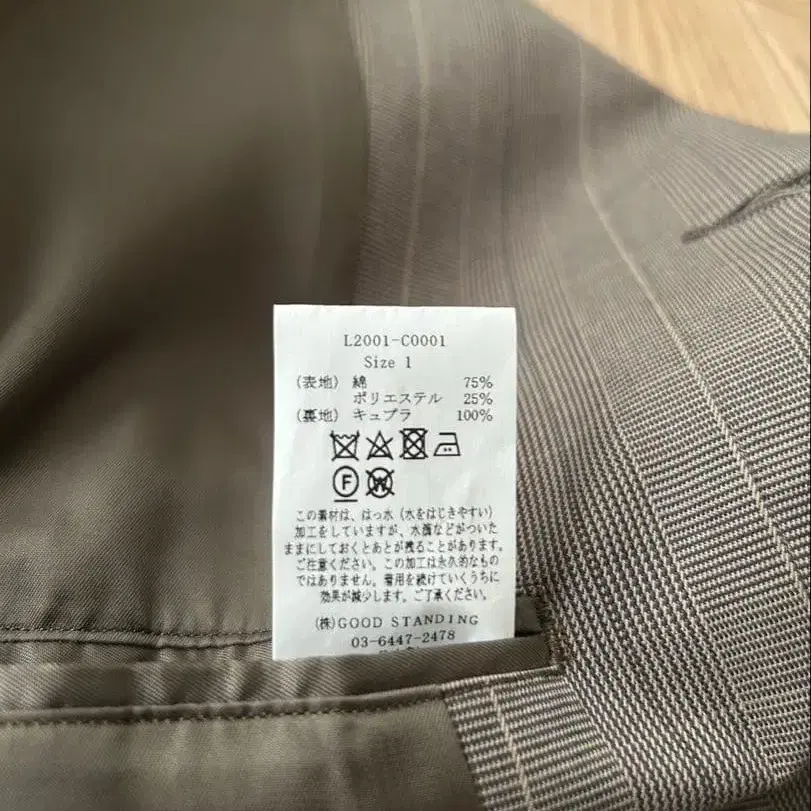 L2001-C0001
Size 1
(表地) 綿 75%
ポリエステル 25%
(裏地) キュプラ 100%
F W
この素材は、はっ水(水をはじきやすい)
加工をしていますが、水滴などがついた
ままにしておくとあとが残ることがあります。
ご注意ください。この加工は永久的なもの
ではありません。着用を続けていくうちに
効果が減少します。ご了承ください。
(株)GOOD STANDING
03-6447-2478